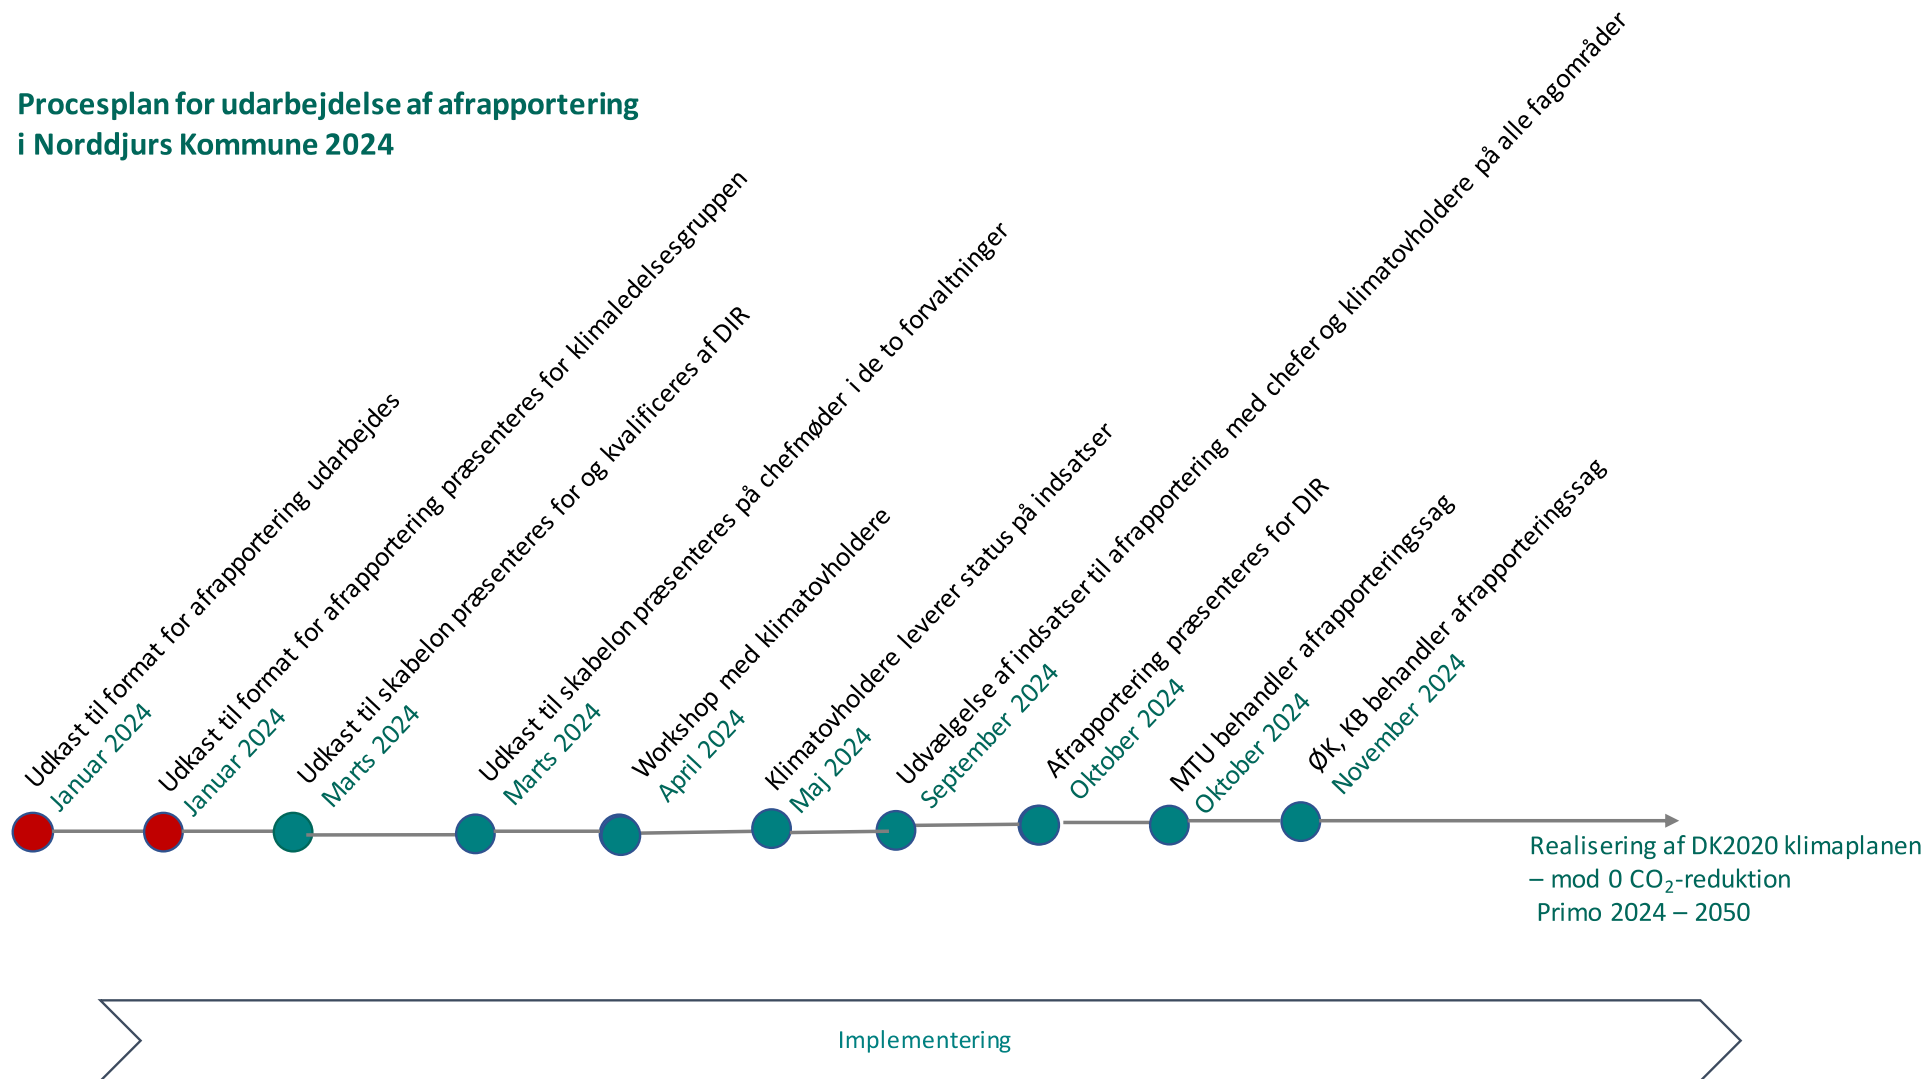 Procesplan for udarbejdelse af afrapportering
i Norddjurs Kommune 2024
Udkast til format for afrapportering udarbejdes
Januar 2024
Udkast til format for afrapportering præsenteres for klimaledelsesgruppen
Januar 2024
Udkast til skabelon præsenteres for og kvalificeres af DIR
Marts 2024
Udkast til skabelon præsenteres på chefmøder i de to forvaltninger
Marts 2024
Workshop med klimatovholdere
April 2024
Klimatovholdere leverer status på indsatser
Maj 2024
Udvælgelse af indsatser til afrapportering med chefer og klimatovholdere på alle fagområder
September 2024
Afrapportering præsenteres for DIR
Oktober 2024
MTU behandler afrapporteringssag
Oktober 2024
ØK, KB behandler afrapporteringssag
November 2024
Realisering af DK2020 klimaplanen
– mod 0 CO₂-reduktion
Primo 2024 – 2050
Implementering